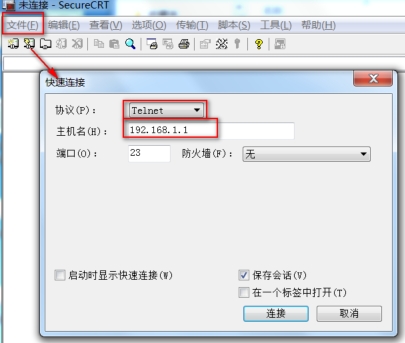 未连接 - SecureCRT
文件(F) 编辑(E) 查看(V) 选项(O) 传输(T) 脚本(S) 工具(L) 帮助(H)
快速连接
协议(P): Telnet
主机名(H): 192.168.1.1
端口(O): 23 防火墙(F): 无
启动时显示快速连接(W) 保存会话(V)
在一个标签中打开(T)
连接 取消